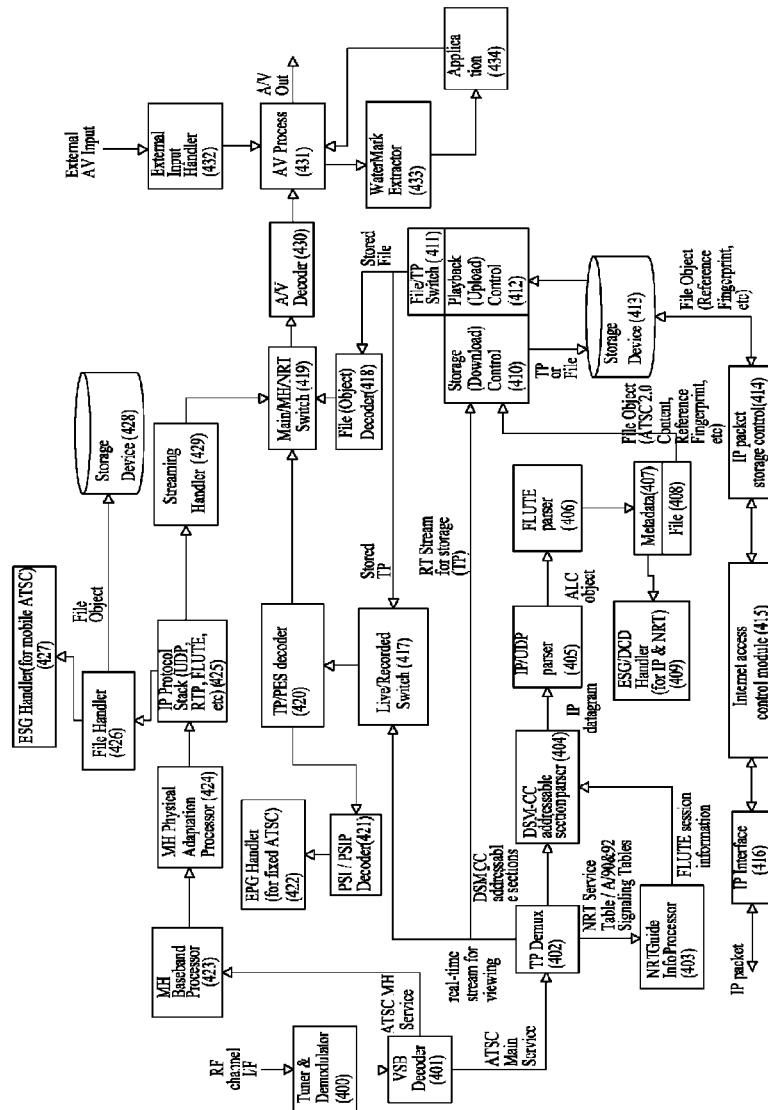 RF
channel
I/F
Tuner &
Demodulator
(400)
VSB
Decoder
(401)
ATSC MH
Service
ATSC
Main
Service
MH
Baseband
Processor
(423)
MH Physical
Adaptation
Processor (424)
IP Protocol
Stack (UDP,
RTP, FLUTE,
etc) (425)
File Handler
(426)
ESG Handler(for mobile ATSC)
(427)
File
Object
Storage
Device (428)
Streaming
Handler (429)
EPG Handler
(for fixed ATSC)
(422)
PSI / PSIP
Decoder(421)
TP/PES decoder
(420)
Live/Recorded
Switch (417)
Stored
TP
Main/MH/NRT
Switch (419)
File (Object)
Decoder(418)
Stored
File
A/V
Decoder (430)
External
AV Input
External
Input
Handler
(432)
AV Process
(431)
A/V
Out
WaterMark
Extractor
(433)
Applica
tion
(434)
real-time
stream for
viewing
TP Demux
(402)
DSMCC
addressabl
e sections
NRT Service
Table / A/90&92
Signaling Tables
NRTGuide
InfoProcessor
(403)
FLUTE session
information
DSM-CC
addressable
sectionparser
(404)
IP
datagram
IP/UDP
parser
(405)
ALC
object
FLUTE
parser
(406)
RT Stream
for storage
(TP)
Metadata(407)
File (408)
ESG/DCD
Handler
(for IP & NRT)
(409)
File/TP
Switch (411)
Storage
(Download)
Control
(410)
Playback
(Upload)
Control
(412)
TP
or
File
Storage
Device (413)
File Object
(ATSC 2.0
Content,
Reference
Fingerprint,
etc)
File Object
(Reference
Fingerprint,
etc)
IP packet
IP Interface
(416)
Internet access
control module (415)
IP packct
storage control(414)